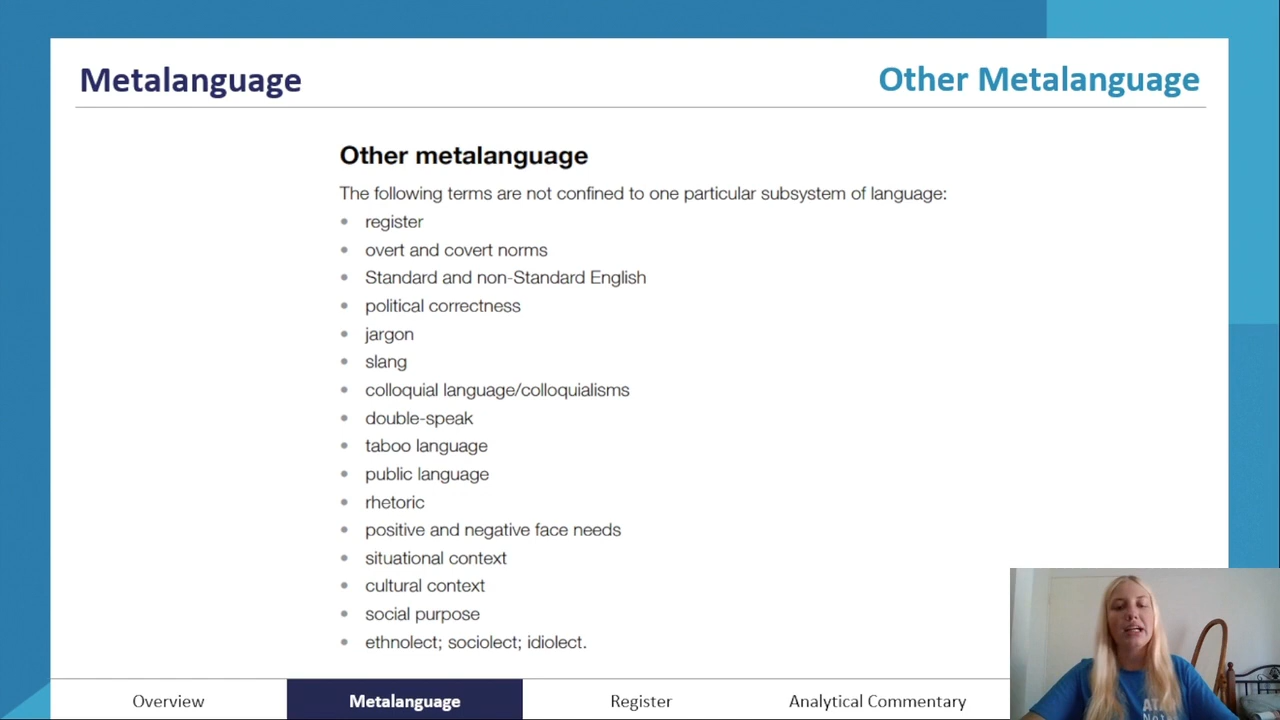 Metalanguage
Other Metalanguage
Other metalanguage
The following terms are not confined to one particular subsystem of language:
• register
• overt and covert norms
• Standard and non-Standard English
• political correctness
• jargon
• slang
• colloquial language/colloquialisms
• double-speak
• taboo language
• public language
• rhetoric
• positive and negative face needs
• situational context
• cultural context
• social purpose
• ethnolect; sociolect; idiolect.
Overview
Metalanguage
Register
Analytical Commentary